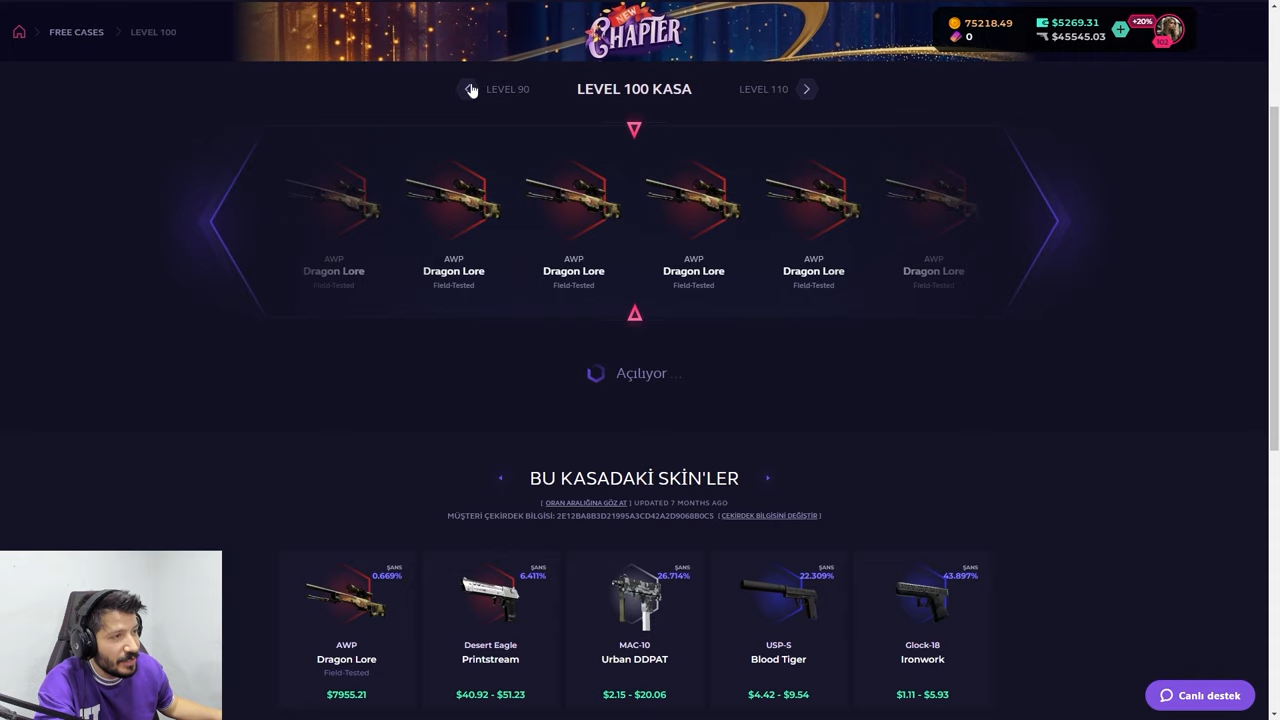 FREE CASES
LEVEL 100
NEW
CHAPTER
75218.49
$5269.31
+20%
0
$45545.03
102
LEVEL 90
LEVEL 100 KASA
LEVEL 110
AWP
Dragon Lore
Field-Tested
AWP
Dragon Lore
Field-Tested
AWP
Dragon Lore
Field-Tested
AWP
Dragon Lore
Field-Tested
AWP
Dragon Lore
Field-Tested
AWP
Dragon Lore
Field-Tested
Açılıyor ...
BU KASADAKİ SKİN'LER
[ ORAN ARALIĞINA GÖZ AT ] UPDATED 7 MONTHS AGO
MÜŞTERİ ÇEKİRDEK BİLGİSİ: 2E12BA8B3D21995A3CD42A2D9068B0C5 [ ÇEKİRDEK BİLGİSİNİ DEĞİŞTİR ]
ŞANS
0.669%
AWP
Dragon Lore
Field-Tested
$7955.21
ŞANS
6.411%
Desert Eagle
Printstream
$40.92 - $51.23
ŞANS
26.714%
MAC-10
Urban DDPAT
$2.15 - $20.06
ŞANS
22.309%
USP-S
Blood Tiger
$4.42 - $9.54
ŞANS
43.897%
Glock-18
Ironwork
$1.11 - $5.93
Canlı destek